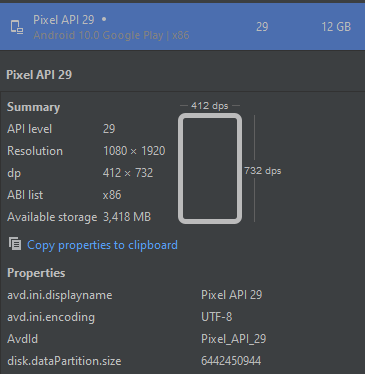 Pixel API 29 •
Android 10.0 Google Play | x86
29
12 GB
Pixel API 29
Summary
API level 29
Resolution 1080 × 1920
dp 412 × 732
ABI list x86
Available storage 3,418 MB
412 dps
732 dps
Copy properties to clipboard
Properties
avd.ini.displayname Pixel API 29
avd.ini.encoding UTF-8
AvdId Pixel_API_29
disk.dataPartition.size 6442450944